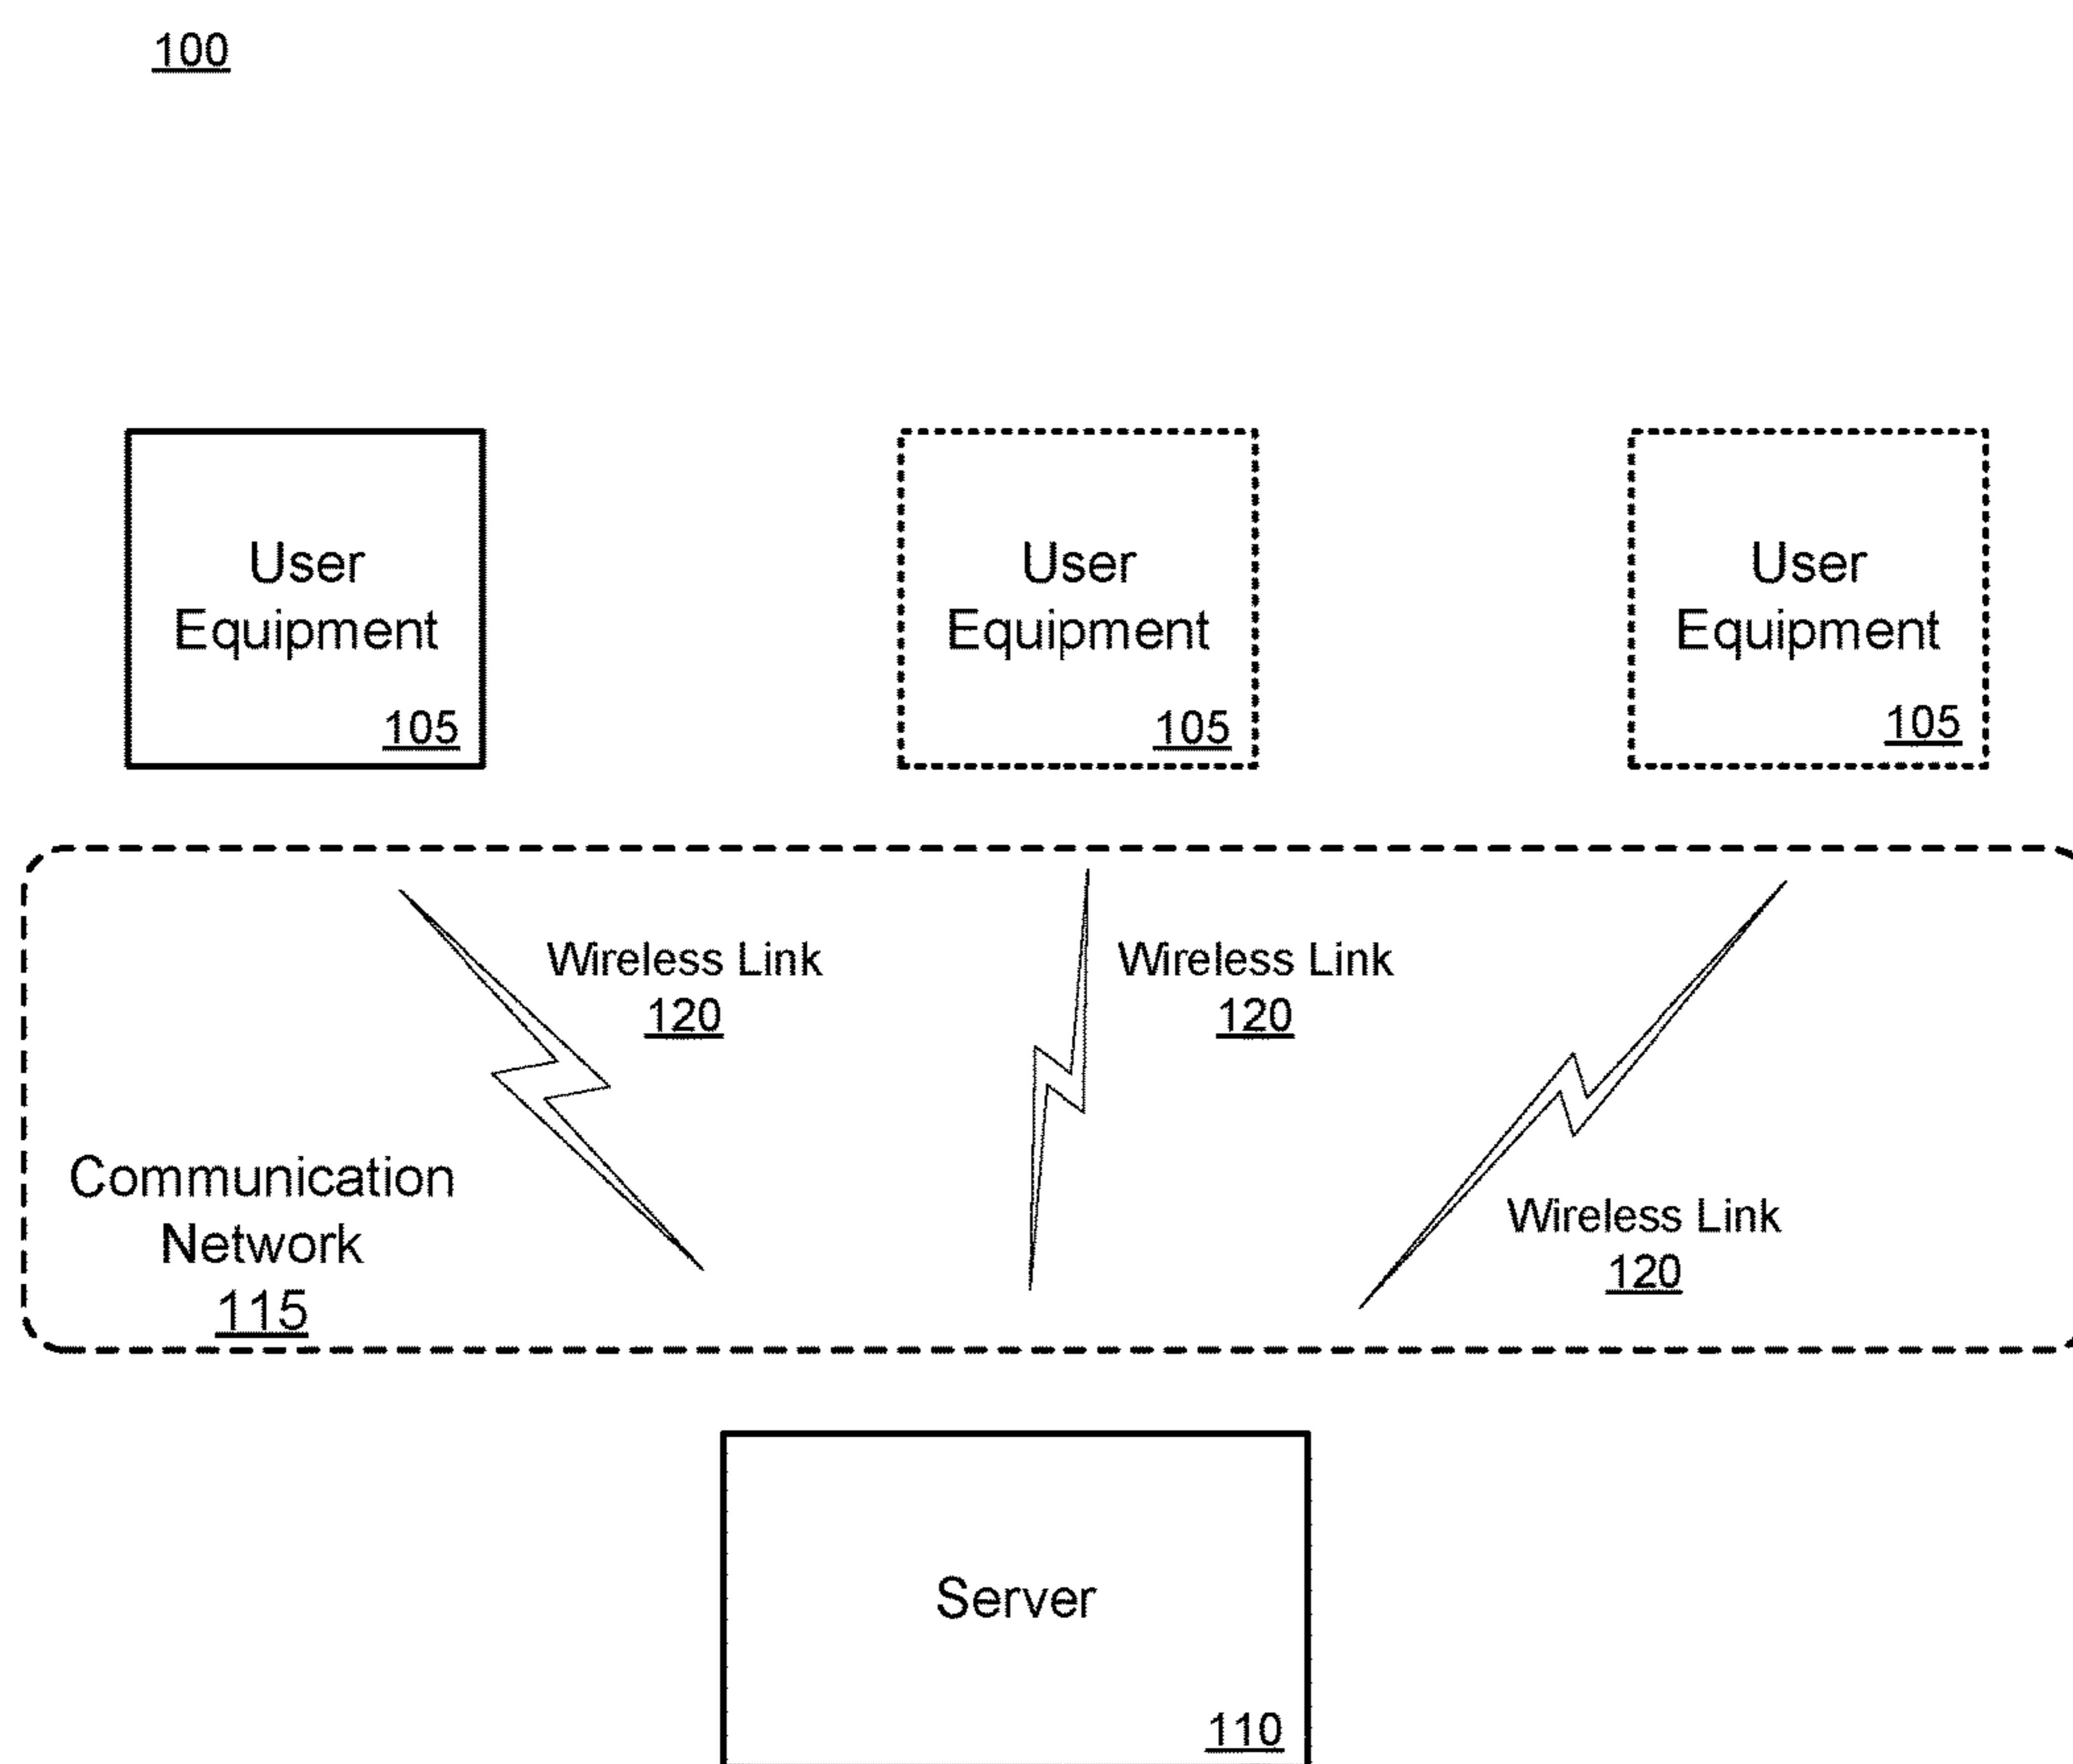 100
User
Equipment
105
User
Equipment
105
User
Equipment
105
Wireless Link
120
Wireless Link
120
Wireless Link
120
Communication
Network
115
Server
110